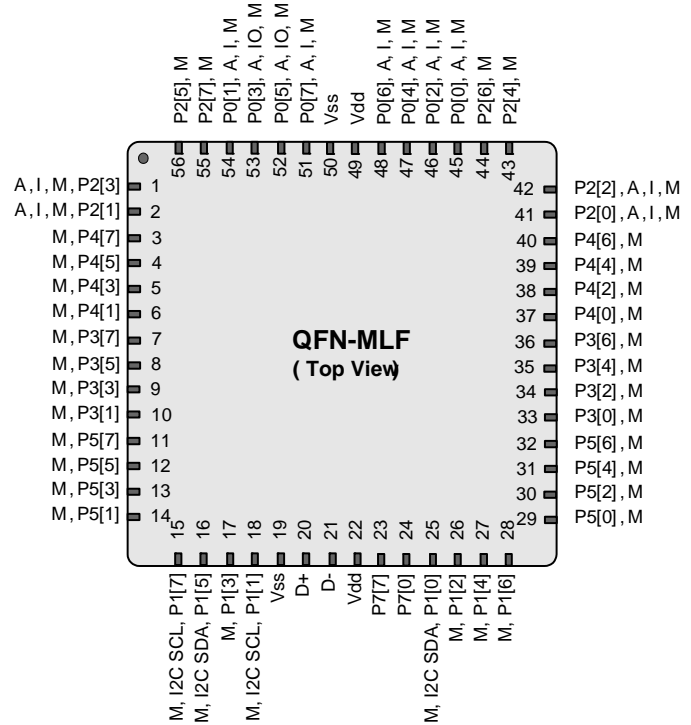 P2[5], M
P2[7], M
P0[1], A, I, M
P0[3], A, IO, M
P0[5], A, IO, M
P0[7], A, I, M
Vss
Vdd
P0[6], A, I, M
P0[4], A, I, M
P0[2], A, I, M
P0[0], A, I, M
P2[6], M
P2[4], M
56
55
54
53
52
51
50
49
48
47
46
45
44
43
A, I, M, P2[3] 1
A, I, M, P2[1] 2
M, P4[7] 3
M, P4[5] 4
M, P4[3] 5
M, P4[1] 6
M, P3[7] 7
M, P3[5] 8
M, P3[3] 9
M, P3[1] 10
M, P5[7] 11
M, P5[5] 12
M, P5[3] 13
M, P5[1] 14
QFN-MLF
( Top View)
42 P2[2], A, I, M
41 P2[0], A, I, M
40 P4[6], M
39 P4[4], M
38 P4[2], M
37 P4[0], M
36 P3[6], M
35 P3[4], M
34 P3[2], M
33 P3[0], M
32 P5[6], M
31 P5[4], M
30 P5[2], M
29 P5[0], M
15
16
17
18
19
20
21
22
23
24
25
26
27
28
M, I2C SCL, P1[7]
M, I2C SDA, P1[5]
M, P1[3]
M, I2C SCL, P1[1]
Vss
D+
D-
Vdd
P7[7]
P7[0]
M, I2C SDA, P1[0]
M, P1[2]
M, P1[4]
M, P1[6]